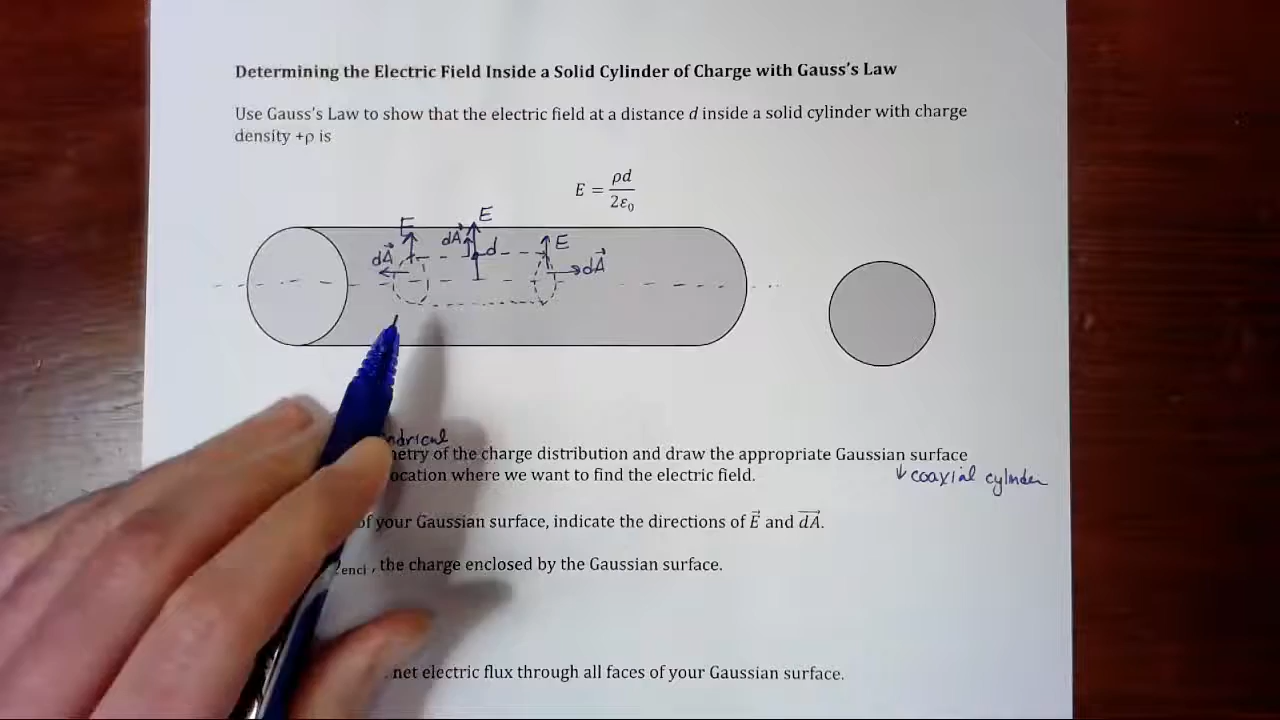 Determining the Electric Field Inside a Solid Cylinder of Charge with Gauss's Law
Use Gauss's Law to show that the electric field at a distance d inside a solid cylinder with charge
density +ρ is
E = ρd / 2ε₀
E
E
dA⃗
d
E
dA⃗
dA⃗
of the charge distribution and draw the appropriate Gaussian surface
where we want to find the electric field.
↓ coaxial cylinder
of your Gaussian surface, indicate the directions of E⃗ and dA⃗.
encl, the charge enclosed by the Gaussian surface.
net electric flux through all faces of your Gaussian surface.